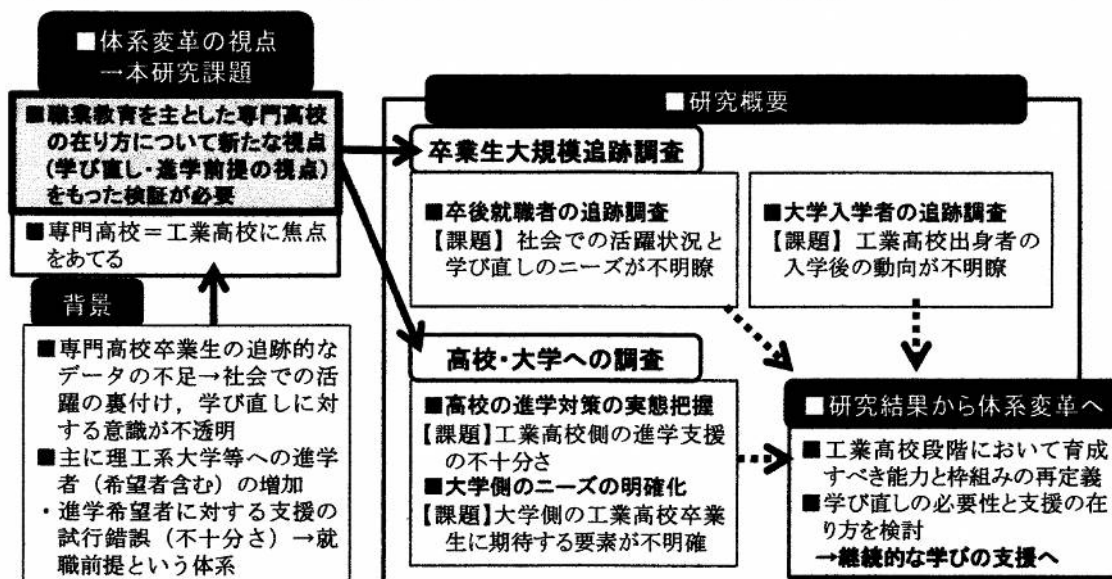 ■体系変革の視点
→本研究課題
■職業教育を主とした専門高校
の在り方について新たな視点
(学び直し・進学前提の視点)
をもった検証が必要
■専門高校＝工業高校に焦点
をあてる
背景
■専門高校卒業生の追跡的な
データの不足→社会での活
躍の裏付け，学び直しに対
する意識が不透明
■主に理工系大学等への進学
者（希望者含む）の増加
・進学希望者に対する支援の
試行錯誤（不十分さ）→就
職前提という体系
■研究概要
卒業生大規模追跡調査
■卒後就職者の追跡調査
【課題】社会での活躍状況と
学び直しのニーズが不明瞭
■大学入学者の追跡調査
【課題】工業高校出身者の
入学後の動向が不明瞭
高校・大学への調査
■高校の進学対策の実態把握
【課題】工業高校側の進学支援
の不十分さ
■大学側のニーズの明確化
【課題】大学側の工業高校卒業
生に期待する要素が不明確
■研究結果から体系変革へ
■工業高校段階において育成
すべき能力と枠組みの再定義
■学び直しの必要性と支援の在
り方を検討
→継続的な学びの支援へ